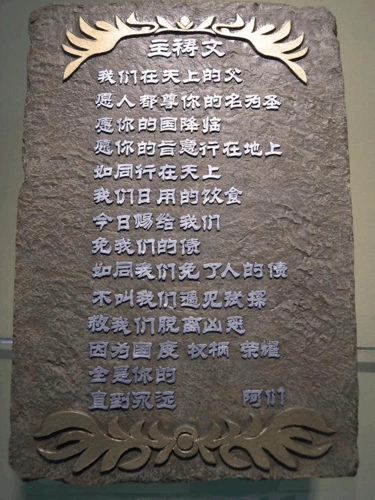 主祷文
我们在天上的父
愿人都尊你的名为圣
愿你的国降临
愿你的旨意行在地上
如同行在天上
我们日用的饮食
今日赐给我们
免我们的债
如同我们免了人的债
不叫我们遇见试探
救我们脱离凶恶
因为国度 权柄 荣耀
全是你的
直到永远 阿们